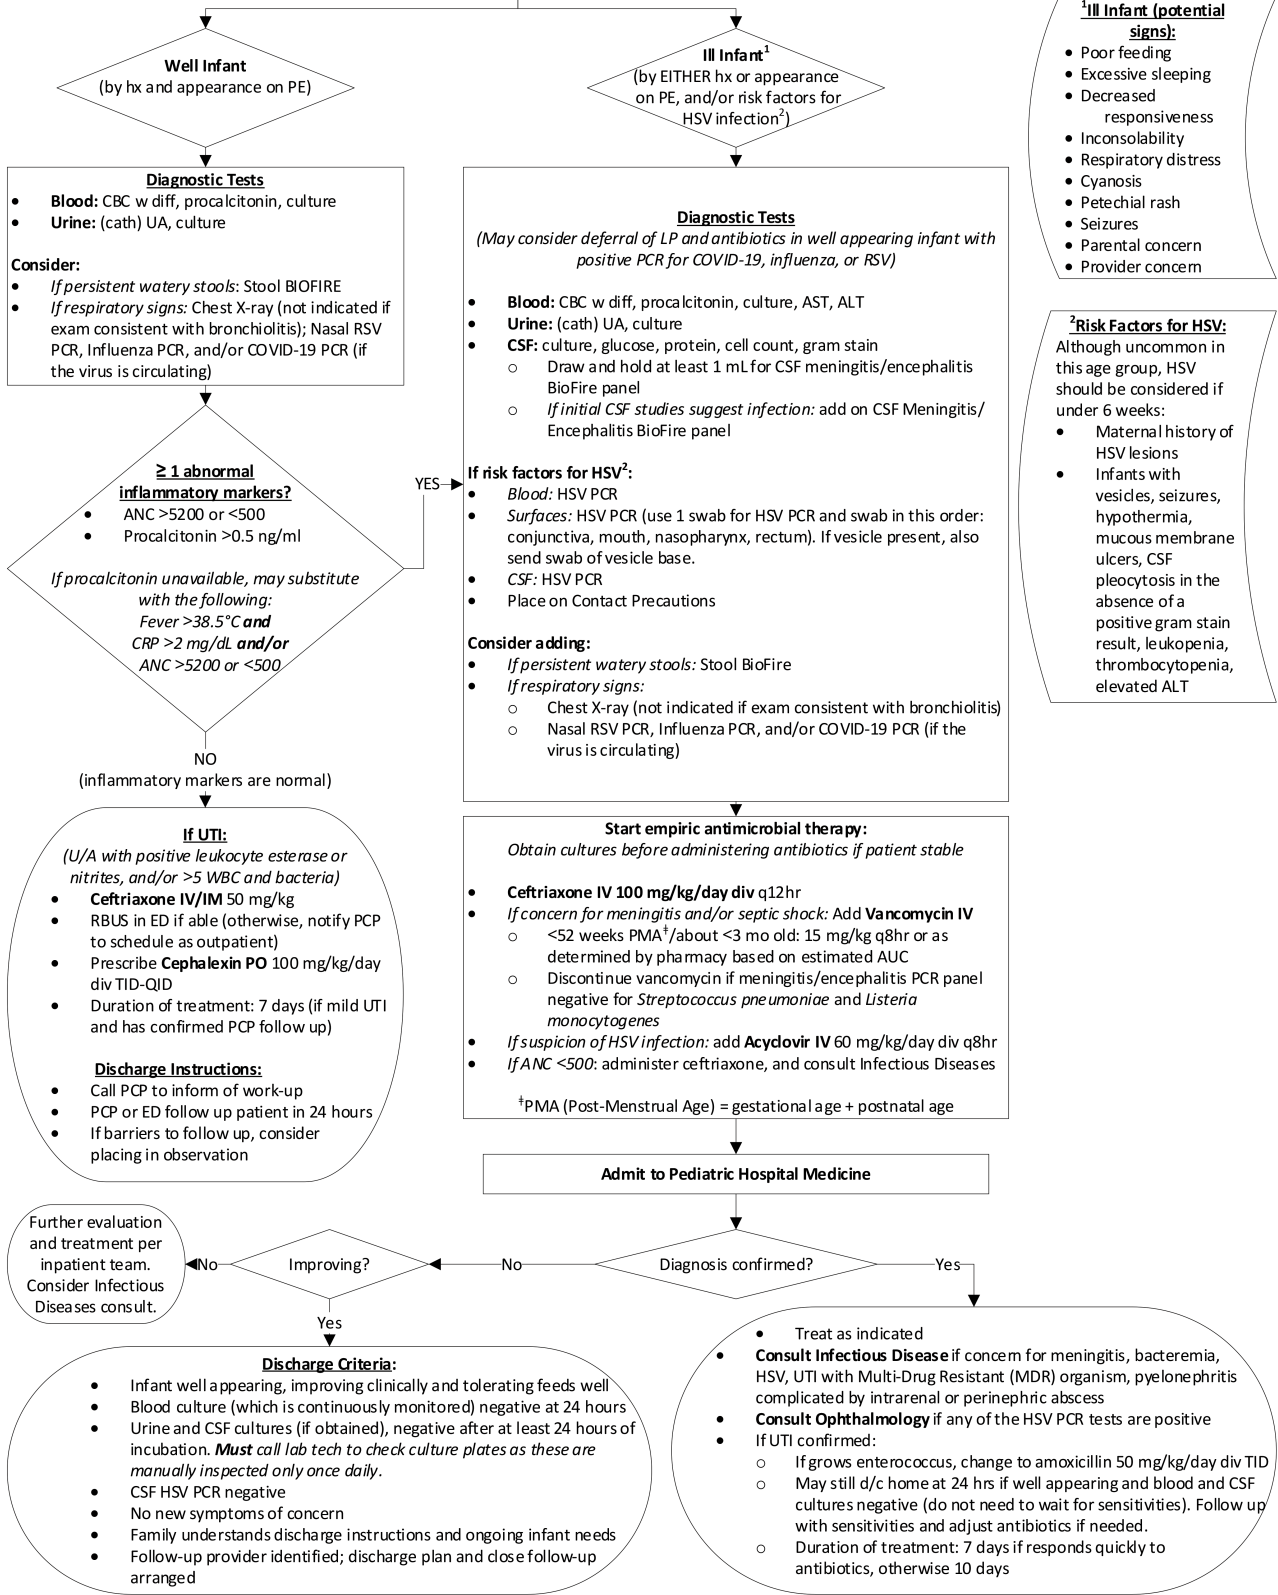 Well Infant
(by hx and appearance on PE)
Ill Infant1
(by EITHER hx or appearance
on PE, and/or risk factors for
HSV infection2)
1Ill Infant (potential
signs):
• Poor feeding
• Excessive sleeping
• Decreased
responsiveness
• Inconsolability
• Respiratory distress
• Cyanosis
• Petechial rash
• Seizures
• Parental concern
• Provider concern
Diagnostic Tests
• Blood: CBC w diff, procalcitonin, culture
• Urine: (cath) UA, culture
Consider:
• If persistent watery stools: Stool BIOFIRE
• If respiratory signs: Chest X-ray (not indicated if
exam consistent with bronchiolitis); Nasal RSV
PCR, Influenza PCR, and/or COVID-19 PCR (if
the virus is circulating)
Diagnostic Tests
(May consider deferral of LP and antibiotics in well appearing infant with
positive PCR for COVID-19, influenza, or RSV)
• Blood: CBC w diff, procalcitonin, culture, AST, ALT
• Urine: (cath) UA, culture
• CSF: culture, glucose, protein, cell count, gram stain
o Draw and hold at least 1 mL for CSF meningitis/encephalitis
BioFire panel
o If initial CSF studies suggest infection: add on CSF Meningitis/
Encephalitis BioFire panel
If risk factors for HSV2:
• Blood: HSV PCR
• Surfaces: HSV PCR (use 1 swab for HSV PCR and swab in this order:
conjunctiva, mouth, nasopharynx, rectum). If vesicle present, also
send swab of vesicle base.
• CSF: HSV PCR
• Place on Contact Precautions
Consider adding:
• If persistent watery stools: Stool BioFire
• If respiratory signs:
o Chest X-ray (not indicated if exam consistent with bronchiolitis)
o Nasal RSV PCR, Influenza PCR, and/or COVID-19 PCR (if the
virus is circulating)
2Risk Factors for HSV:
Although uncommon in
this age group, HSV
should be considered if
under 6 weeks:
• Maternal history of
HSV lesions
• Infants with
vesicles, seizures,
hypothermia,
mucous membrane
ulcers, CSF
pleocytosis in the
absence of a
positive gram stain
result, leukopenia,
thrombocytopenia,
elevated ALT
≥ 1 abnormal
inflammatory markers?
• ANC >5200 or <500
• Procalcitonin >0.5 ng/ml
If procalcitonin unavailable, may substitute
with the following:
Fever >38.5°C and
CRP >2 mg/dL and/or
ANC >5200 or <500
YES
NO
(inflammatory markers are normal)
If UTI:
(U/A with positive leukocyte esterase or
nitrites, and/or >5 WBC and bacteria)
• Ceftriaxone IV/IM 50 mg/kg
• RBUS in ED if able (otherwise, notify PCP
to schedule as outpatient)
• Prescribe Cephalexin PO 100 mg/kg/day
div TID-QID
• Duration of treatment: 7 days (if mild UTI
and has confirmed PCP follow up)
Discharge Instructions:
• Call PCP to inform of work-up
• PCP or ED follow up patient in 24 hours
• If barriers to follow up, consider
placing in observation
Start empiric antimicrobial therapy:
Obtain cultures before administering antibiotics if patient stable
• Ceftriaxone IV 100 mg/kg/day div q12hr
• If concern for meningitis and/or septic shock: Add Vancomycin IV
o <52 weeks PMA‡/about <3 mo old: 15 mg/kg q8hr or as
determined by pharmacy based on estimated AUC
o Discontinue vancomycin if meningitis/encephalitis PCR panel
negative for Streptococcus pneumoniae and Listeria
monocytogenes
• If suspicion of HSV infection: add Acyclovir IV 60 mg/kg/day div q8hr
• If ANC <500: administer ceftriaxone, and consult Infectious Diseases
‡PMA (Post-Menstrual Age) = gestational age + postnatal age
Admit to Pediatric Hospital Medicine
Diagnosis confirmed?
No
Yes
Improving?
No
Yes
Further evaluation
and treatment per
inpatient team.
Consider Infectious
Diseases consult.
Discharge Criteria:
• Infant well appearing, improving clinically and tolerating feeds well
• Blood culture (which is continuously monitored) negative at 24 hours
• Urine and CSF cultures (if obtained), negative after at least 24 hours of
incubation. Must call lab tech to check culture plates as these are
manually inspected only once daily.
• CSF HSV PCR negative
• No new symptoms of concern
• Family understands discharge instructions and ongoing infant needs
• Follow-up provider identified; discharge plan and close follow-up
arranged
• Treat as indicated
• Consult Infectious Disease if concern for meningitis, bacteremia,
HSV, UTI with Multi-Drug Resistant (MDR) organism, pyelonephritis
complicated by intrarenal or perinephric abscess
• Consult Ophthalmology if any of the HSV PCR tests are positive
• If UTI confirmed:
o If grows enterococcus, change to amoxicillin 50 mg/kg/day div TID
o May still d/c home at 24 hrs if well appearing and blood and CSF
cultures negative (do not need to wait for sensitivities). Follow up
with sensitivities and adjust antibiotics if needed.
o Duration of treatment: 7 days if responds quickly to
antibiotics, otherwise 10 days